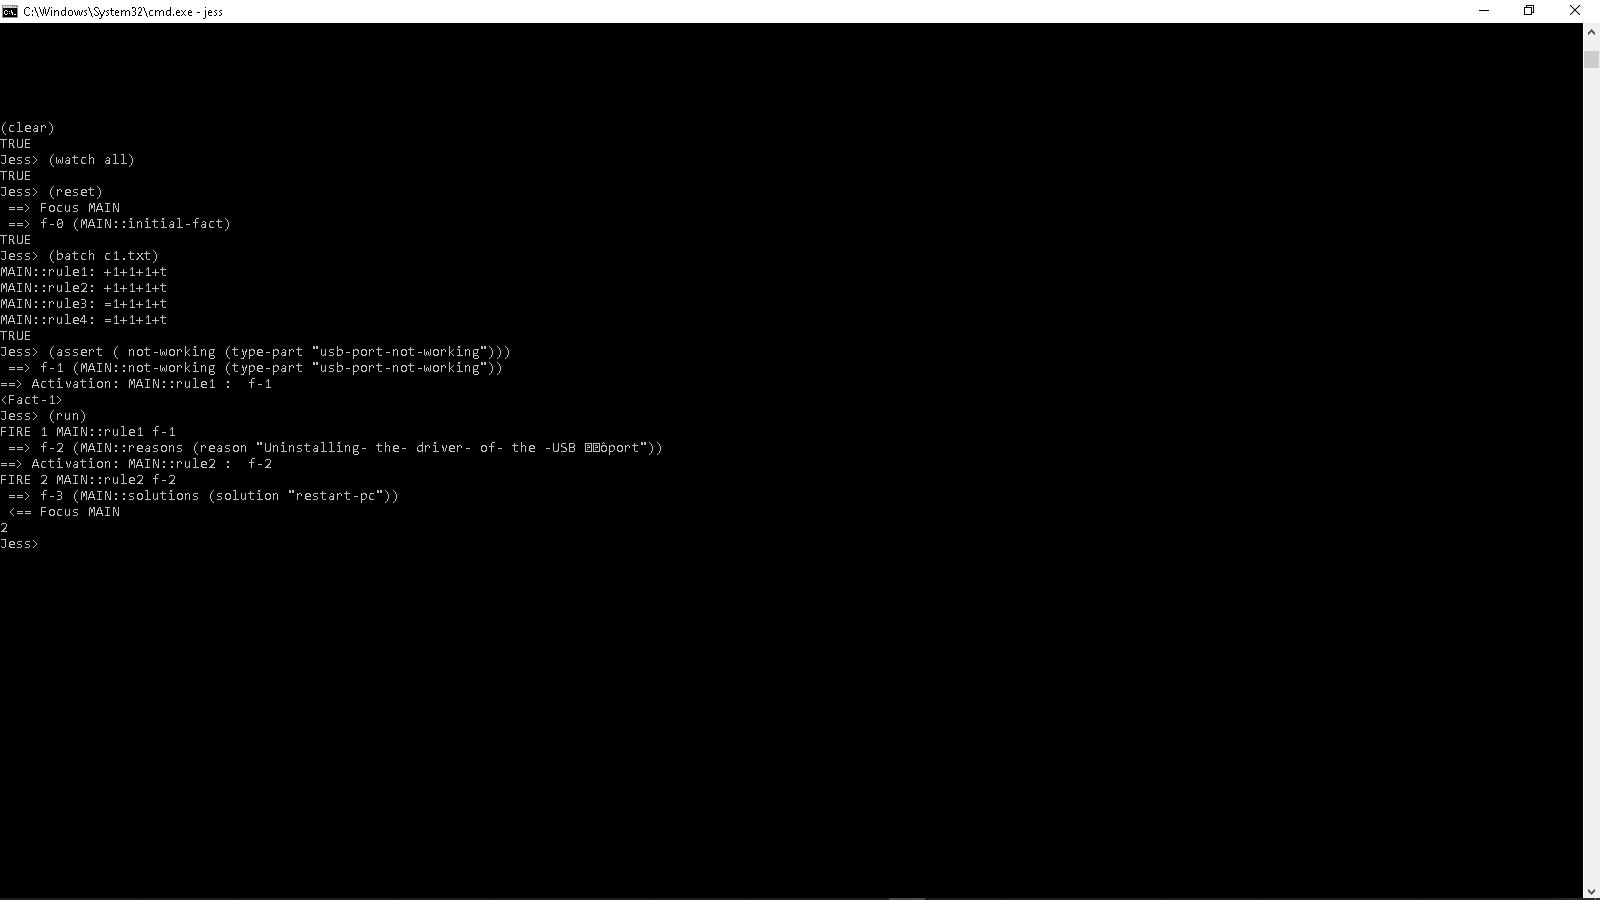 C:\Windows\System32\cmd.exe - jess
(clear)
TRUE
Jess> (watch all)
TRUE
Jess> (reset)
 ==> Focus MAIN
 ==> f-0 (MAIN::initial-fact)
TRUE
Jess> (batch c1.txt)
MAIN::rule1: +1+1+1+t
MAIN::rule2: +1+1+1+t
MAIN::rule3: =1+1+1+t
MAIN::rule4: =1+1+1+t
TRUE
Jess> (assert ( not-working (type-part "usb-port-not-working")))
 ==> f-1 (MAIN::not-working (type-part "usb-port-not-working"))
==> Activation: MAIN::rule1 :  f-1
<Fact-1>
Jess> (run)
FIRE 1 MAIN::rule1 f-1
 ==> f-2 (MAIN::reasons (reason "Uninstalling- the- driver- of- the -USB ôport"))
==> Activation: MAIN::rule2 :  f-2
FIRE 2 MAIN::rule2 f-2
 ==> f-3 (MAIN::solutions (solution "restart-pc"))
 <== Focus MAIN
2
Jess>